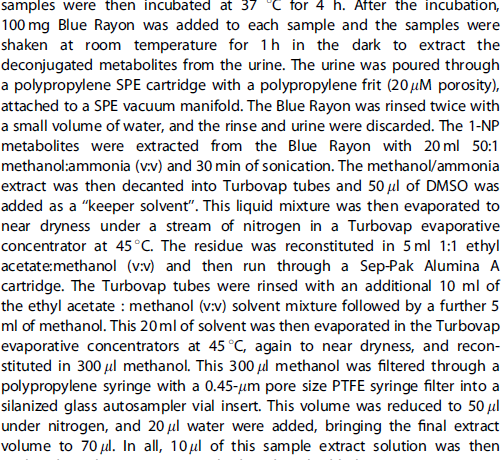 samples were then incubated at 37 °C for 4 h. After the incubation,
100 mg Blue Rayon was added to each sample and the samples were
shaken at room temperature for 1 h in the dark to extract the
deconjugated metabolites from the urine. The urine was poured through
a polypropylene SPE cartridge with a polypropylene frit (20 μM porosity),
attached to a SPE vacuum manifold. The Blue Rayon was rinsed twice with
a small volume of water, and the rinse and urine were discarded. The 1-NP
metabolites were extracted from the Blue Rayon with 20 ml 50:1
methanol:ammonia (v:v) and 30 min of sonication. The methanol/ammonia
extract was then decanted into Turbovap tubes and 50 μl of DMSO was
added as a “keeper solvent”. This liquid mixture was then evaporated to
near dryness under a stream of nitrogen in a Turbovap evaporative
concentrator at 45 °C. The residue was reconstituted in 5 ml 1:1 ethyl
acetate:methanol (v:v) and then run through a Sep-Pak Alumina A
cartridge. The Turbovap tubes were rinsed with an additional 10 ml of
the ethyl acetate : methanol (v:v) solvent mixture followed by a further 5
ml of methanol. This 20 ml of solvent was then evaporated in the Turbovap
evaporative concentrators at 45 °C, again to near dryness, and recon-
stituted in 300 μl methanol. This 300 μl methanol was filtered through a
polypropylene syringe with a 0.45-μm pore size PTFE syringe filter into a
silanized glass autosampler vial insert. This volume was reduced to 50 μl
under nitrogen, and 20 μl water were added, bringing the final extract
volume to 70 μl. In all, 10 μl of this sample extract solution was then